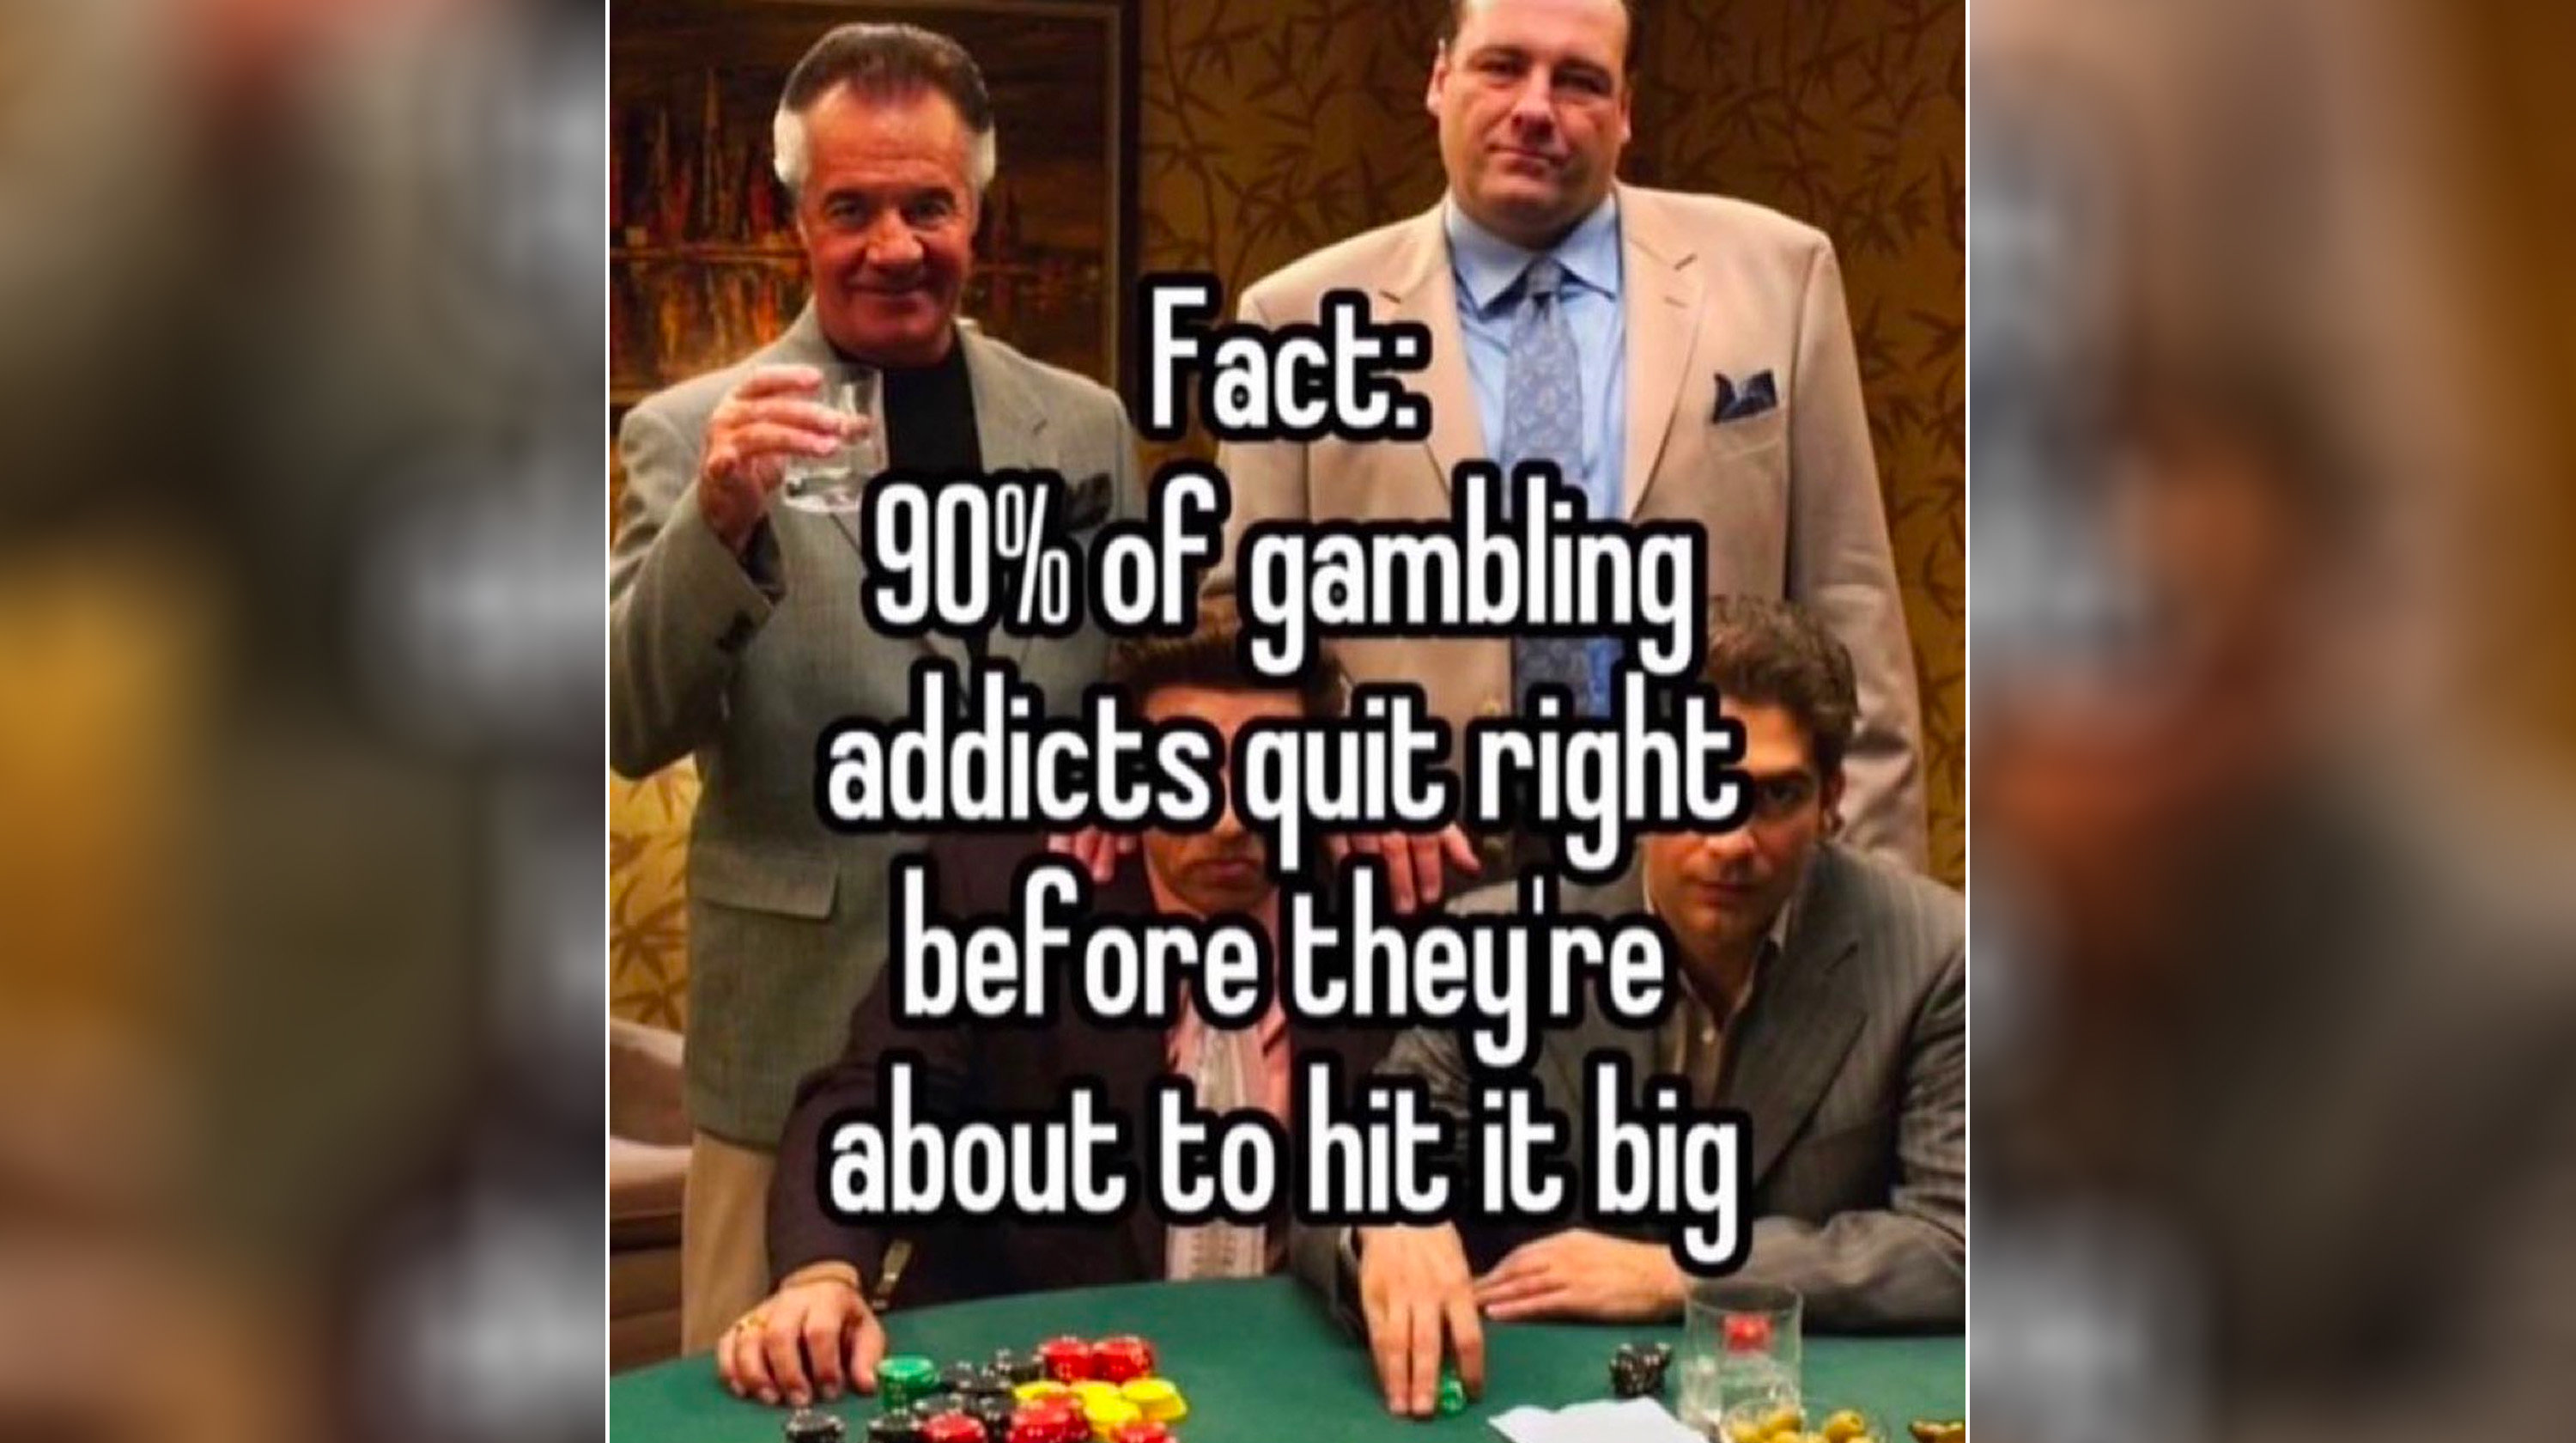 Fact:
90% of gambling
addicts quit right
before they're
about to hit it big